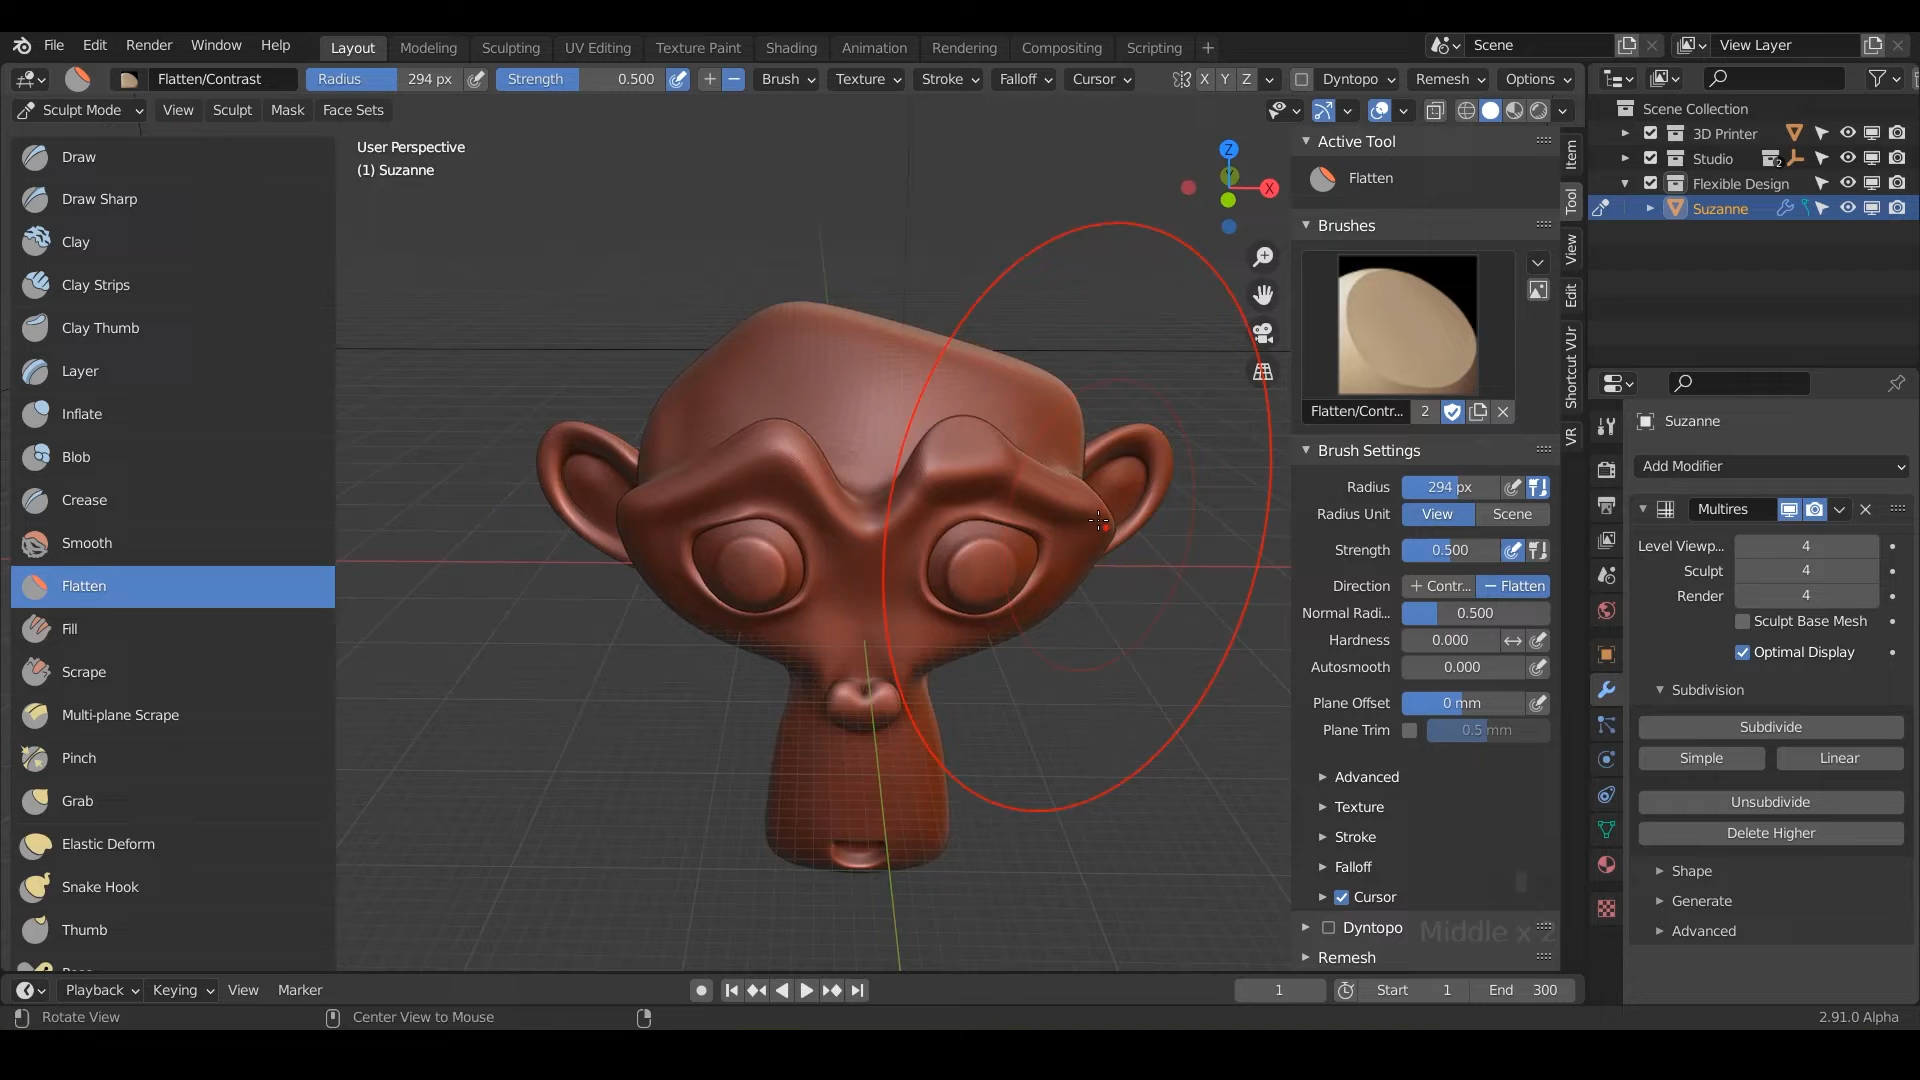 File Edit Render Window Help Layout Modeling Sculpting UV Editing Texture Paint Shading Animation Rendering Compositing Scripting + Scene View Layer
Flatten/Contrast Radius 294 px Strength 0.500 Brush Texture Stroke Falloff Cursor X Y Z Dyntopo Remesh Options
Sculpt Mode View Sculpt Mask Face Sets
Draw
Draw Sharp
Clay
Clay Strips
Clay Thumb
Layer
Inflate
Blob
Crease
Smooth
Flatten
Fill
Scrape
Multi-plane Scrape
Pinch
Grab
Elastic Deform
Snake Hook
Thumb
User Perspective
(1) Suzanne
Z
Y
X
Active Tool
Flatten
Brushes
Flatten/Contr... 2
Brush Settings
Radius 294 px
Radius Unit View Scene
Strength 0.500
Direction + Contr... − Flatten
Normal Radi... 0.500
Hardness 0.000
Autosmooth 0.000
Plane Offset 0 mm
Plane Trim 0.5 mm
Advanced
Texture
Stroke
Falloff
Cursor
Dyntopo
Remesh
Middle x 2
Item
Tool
View
Edit
Shortcut VUr
VR
Scene Collection
3D Printer
Studio 2
Flexible Design
Suzanne
Suzanne
Add Modifier
Multires
Level Viewp... 4
Sculpt 4
Render 4
Sculpt Base Mesh
Optimal Display
Subdivision
Subdivide
Simple Linear
Unsubdivide
Delete Higher
Shape
Generate
Advanced
Playback Keying View Marker 1 Start 1 End 300
Rotate View Center View to Mouse 2.91.0 Alpha